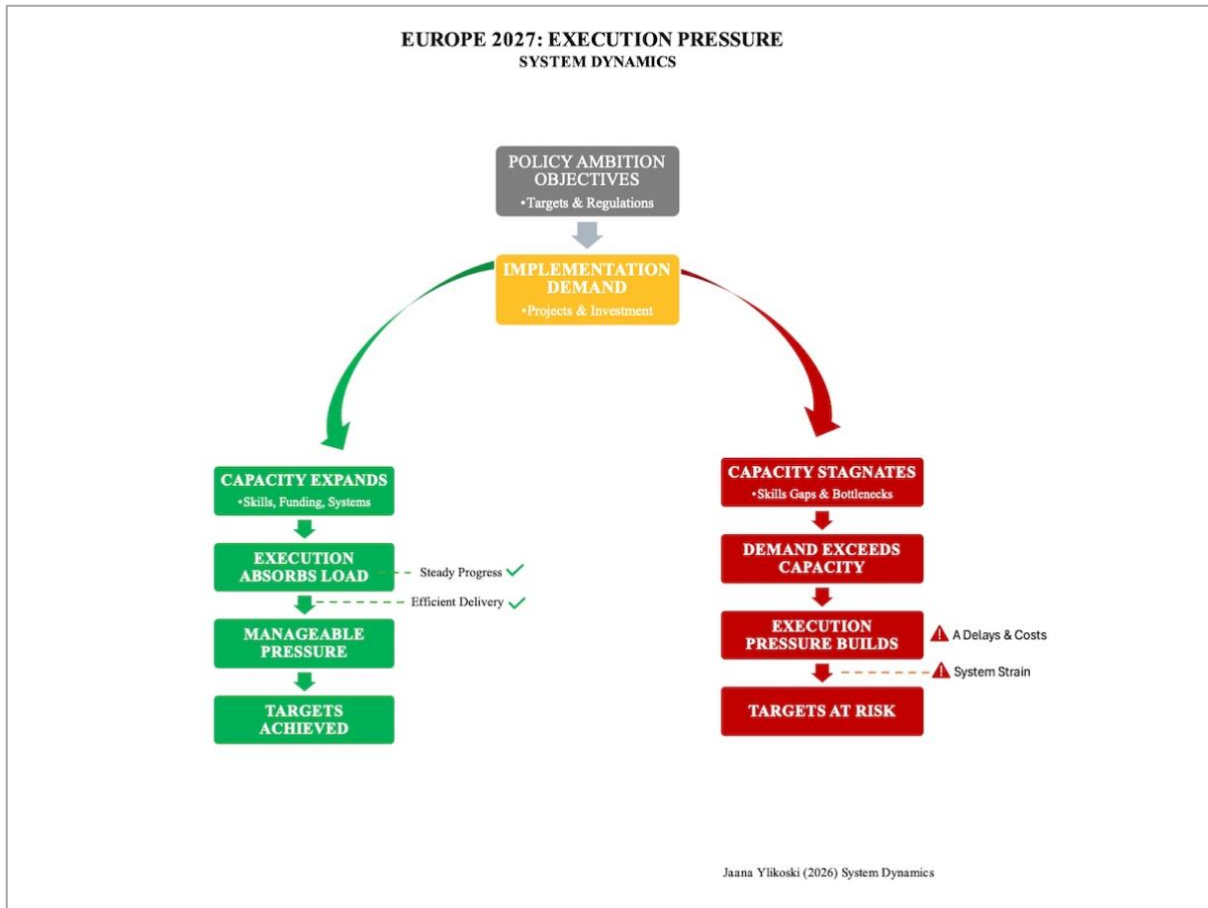 EUROPE 2027: EXECUTION PRESSURE
SYSTEM DYNAMICS
POLICY AMBITION
OBJECTIVES
•Targets & Regulations
IMPLEMENTATION
DEMAND
•Projects & Investment
CAPACITY EXPANDS
•Skills, Funding, Systems
EXECUTION
ABSORBS LOAD
Steady Progress
Efficient Delivery
MANAGEABLE
PRESSURE
TARGETS
ACHIEVED
CAPACITY STAGNATES
•Skills Gaps & Bottlenecks
DEMAND EXCEEDS
CAPACITY
EXECUTION
PRESSURE BUILDS
A Delays & Costs
System Strain
TARGETS AT RISK
Jaana Ylikoski (2026) System Dynamics